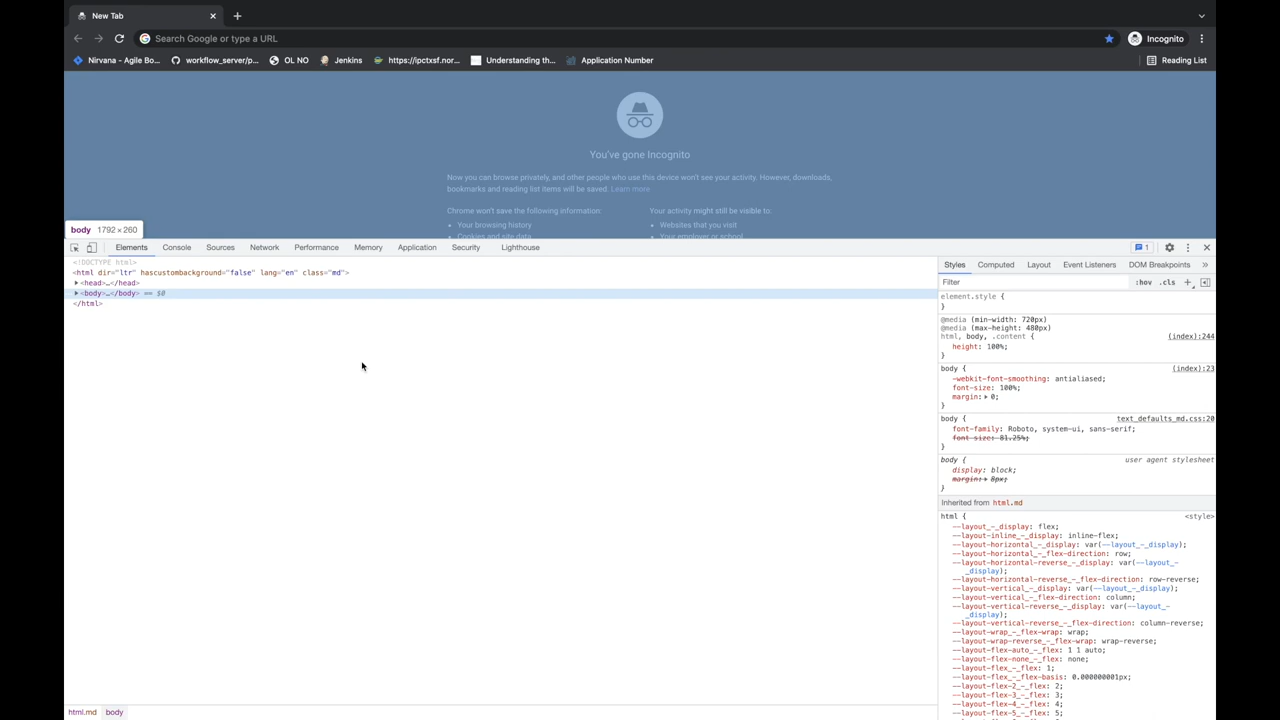 New Tab
Search Google or type a URL
Incognito
Nirvana - Agile Bo...
workflow_server/p...
OL NO
Jenkins
https://ipctxsf.nor...
Understanding th...
Application Number
Reading List
You've gone Incognito
Now you can browse privately, and other people who use this device won't see your activity. However, downloads,
bookmarks and reading list items will be saved. Learn more
Chrome won't save the following information:
Your activity might still be visible to:
• Your browsing history
• Websites that you visit
• Cookies and site data
• Your employer or school
body 1792 × 260
Elements
Console
Sources
Network
Performance
Memory
Application
Security
Lighthouse
1
<!DOCTYPE html>
<html dir="ltr" hascustombackground="false" lang="en" class="md">
<head>…</head>
<body>…</body> == $0
</html>
Styles
Computed
Layout
Event Listeners
DOM Breakpoints
»
Filter
:hov
.cls
+
element.style {
}
@media (min-width: 720px)
@media (max-height: 480px)
html, body, .content {
(index):244
height: 100%;
}
body {
(index):23
-webkit-font-smoothing: antialiased;
font-size: 100%;
margin: 0;
}
body {
text_defaults_md.css:20
font-family: Roboto, system-ui, sans-serif;
font-size: 81.25%;
}
body {
user agent stylesheet
display: block;
margin: 8px;
}
Inherited from html.md
html {
<style>
--layout_-_display: flex;
--layout-inline_-_display: inline-flex;
--layout-horizontal_-_display: var(--layout_-_display);
--layout-horizontal_-_flex-direction: row;
--layout-horizontal-reverse_-_display: var(--layout_-
_display);
--layout-horizontal-reverse_-_flex-direction: row-reverse;
--layout-vertical_-_display: var(--layout_-_display);
--layout-vertical_-_flex-direction: column;
--layout-vertical-reverse_-_display: var(--layout_-
_display);
--layout-vertical-reverse_-_flex-direction: column-reverse;
--layout-wrap_-_flex-wrap: wrap;
--layout-wrap-reverse_-_flex-wrap: wrap-reverse;
--layout-flex-auto_-_flex: 1 1 auto;
--layout-flex-none_-_flex: none;
--layout-flex_-_flex: 1;
--layout-flex_-_flex-basis: 0.000000001px;
--layout-flex-2_-_flex: 2;
--layout-flex-3_-_flex: 3;
--layout-flex-4_-_flex: 4;
--layout-flex-5_-_flex: 5;
html.md
body